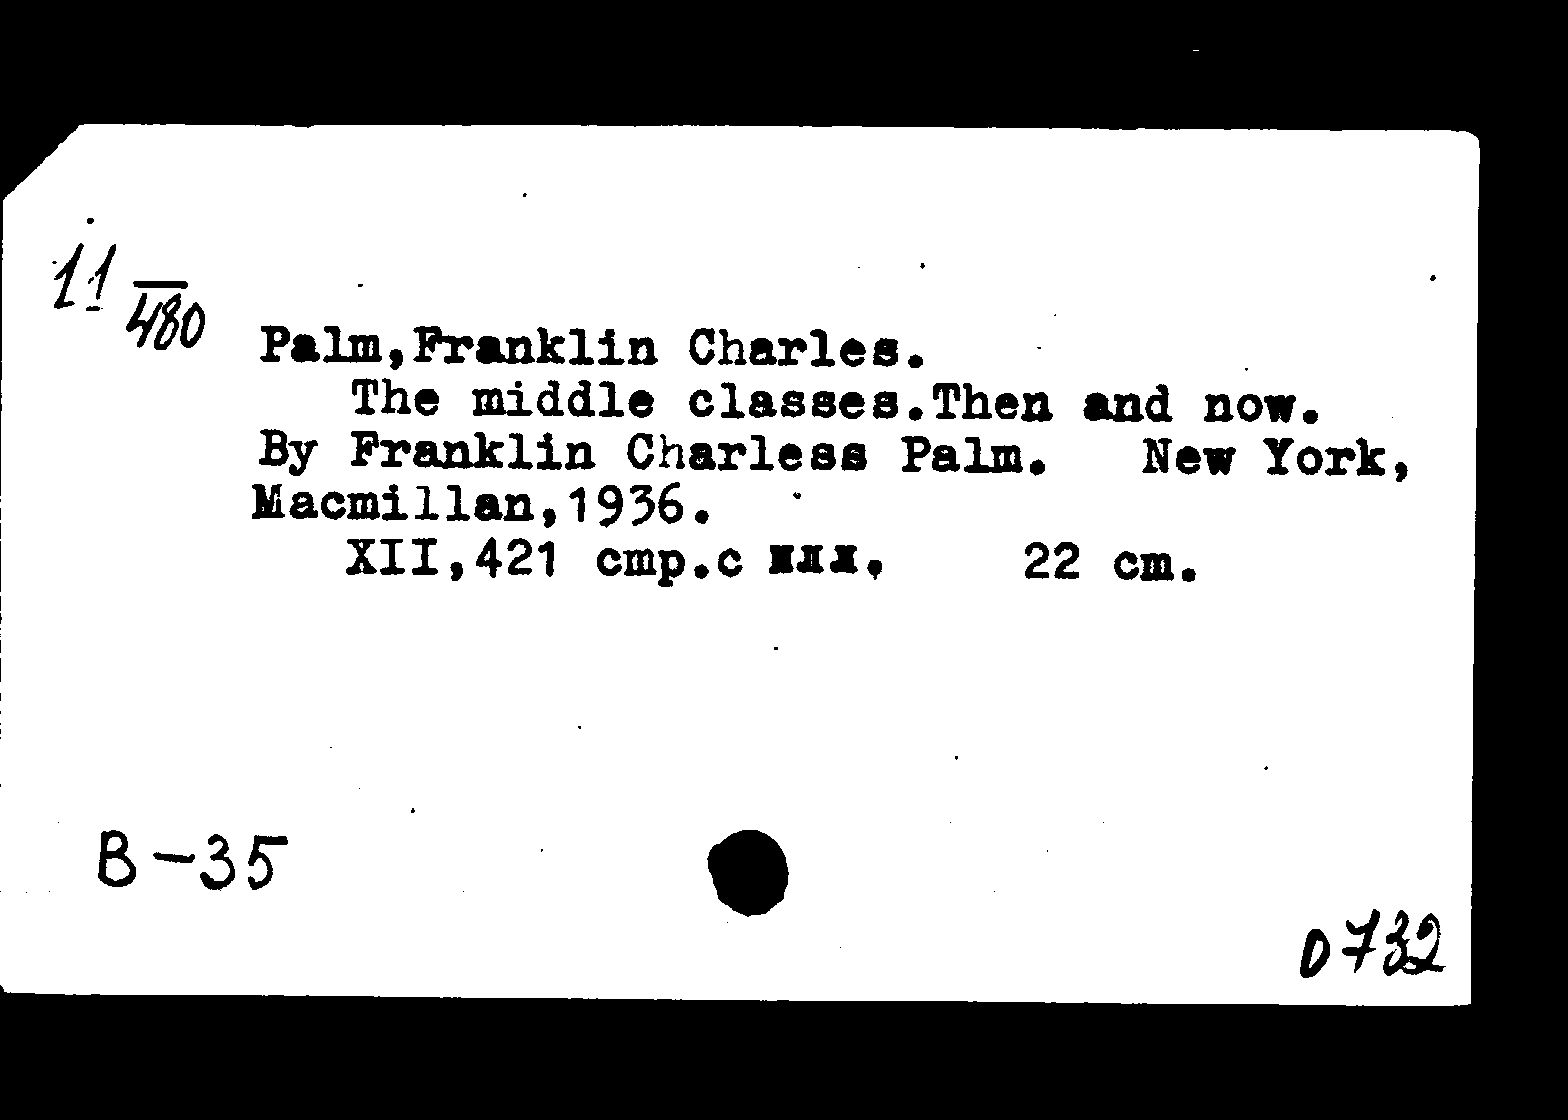 11
480
Palm,Franklin Charles.
The middle classes.Then and now.
By Franklin Charless Palm. New York,
Macmillan,1936.
XII,421 cmp.c 22 cm.
B-35
0732